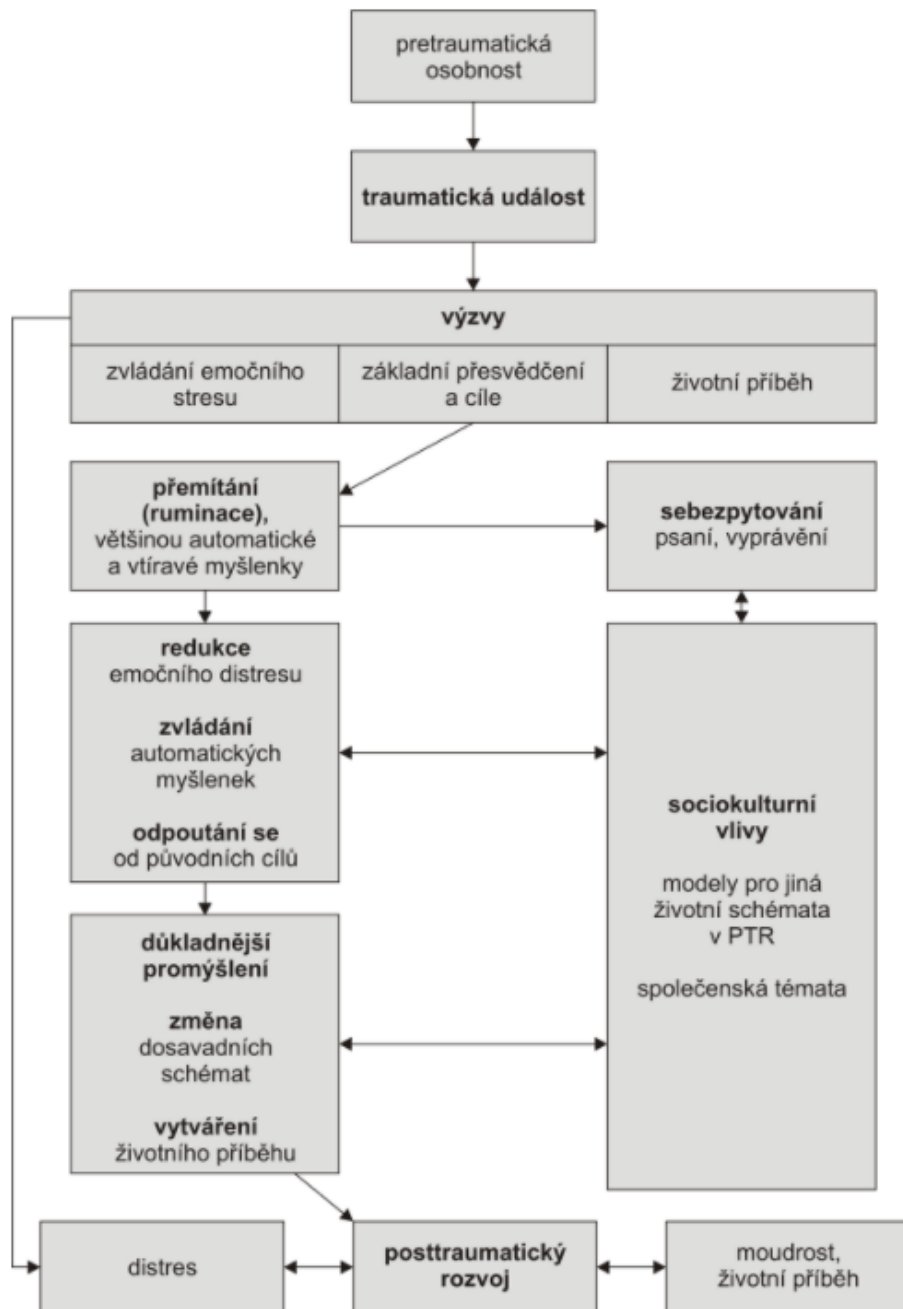 pretraumatická
osobnost
traumatická událost
výzvy
zvládání emočního
stresu
základní přesvědčení
a cíle
životní příběh
přemítání
(ruminace),
většinou automatické
a vtíravé myšlenky
sebezpytování
psaní, vyprávění
redukce
emočního distresu
zvládání
automatických
myšlenek
odpoutání se
od původních cílů
sociokulturní
vlivy
modely pro jiná
životní schémata
v PTR
společenská témata
důkladnější
promýšlení
změna
dosavadních
schémat
vytváření
životního příběhu
distres
posttraumatický
rozvoj
moudrost,
životní příběh